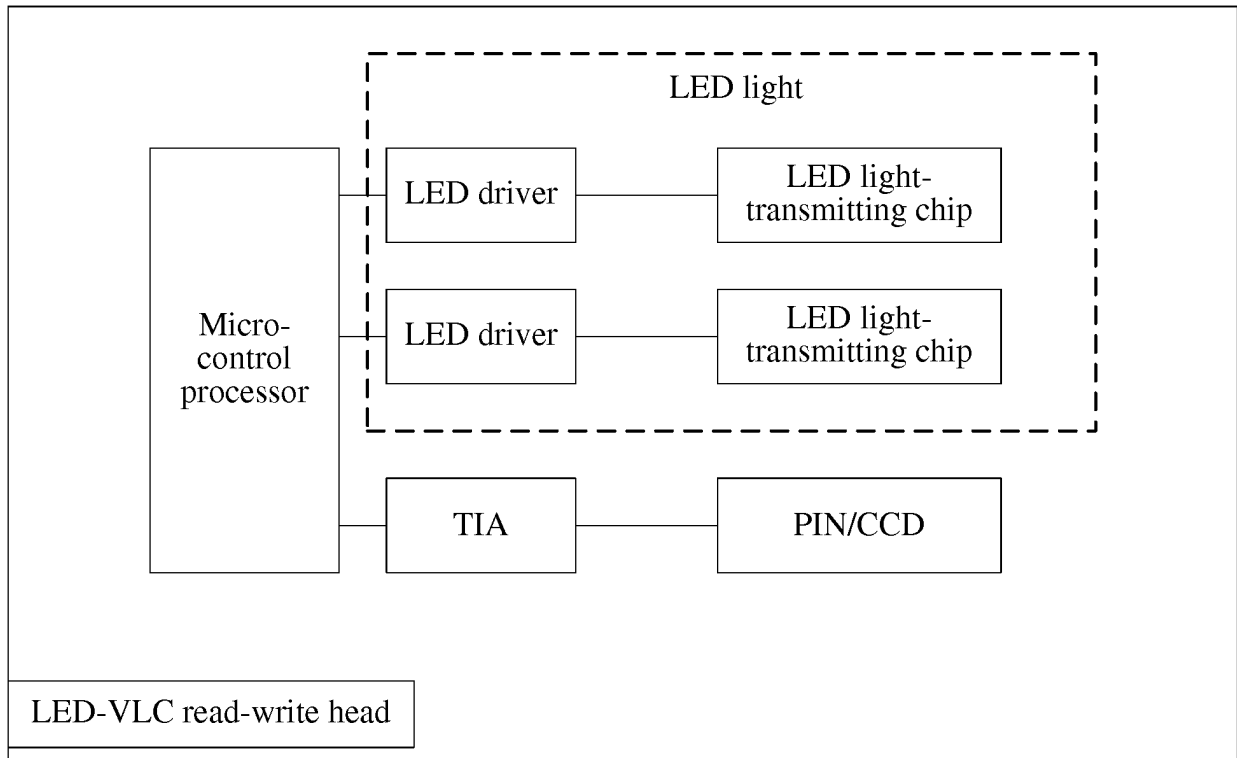 LED light
LED driver
LED light-
transmitting chip
LED driver
LED light-
transmitting chip
Micro-
control
processor
TIA
PIN/CCD
LED-VLC read-write head